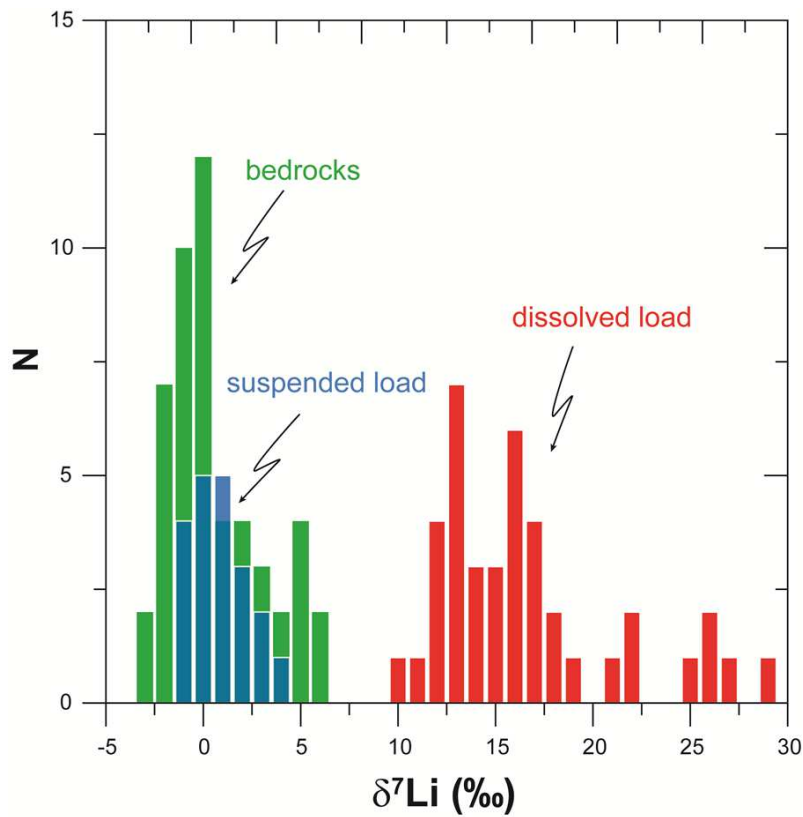 15
bedrocks
10
dissolved load
N
suspended load
5
0
-5 0 5 10 15 20 25 30
δ⁷Li (‰)